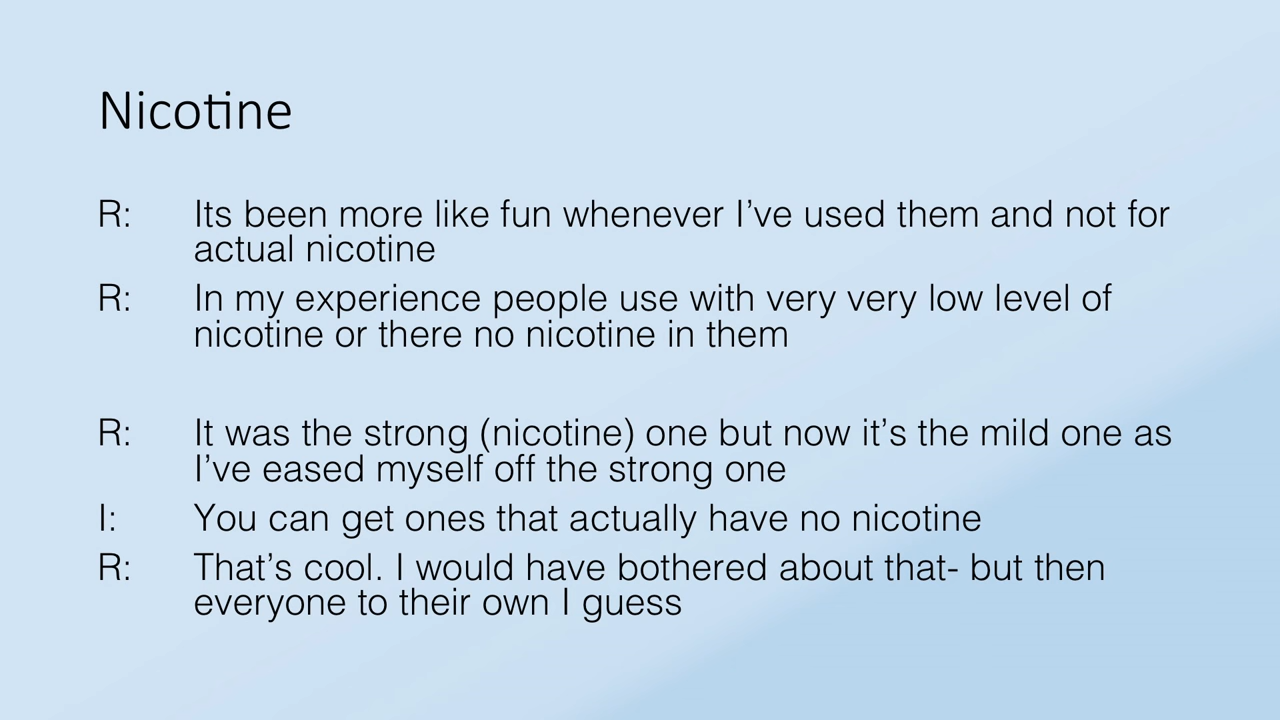 Nicotine
R: Its been more like fun whenever I’ve used them and not for
actual nicotine
R: In my experience people use with very very low level of
nicotine or there no nicotine in them
R: It was the strong (nicotine) one but now it’s the mild one as
I’ve eased myself off the strong one
I: You can get ones that actually have no nicotine
R: That’s cool. I would have bothered about that- but then
everyone to their own I guess